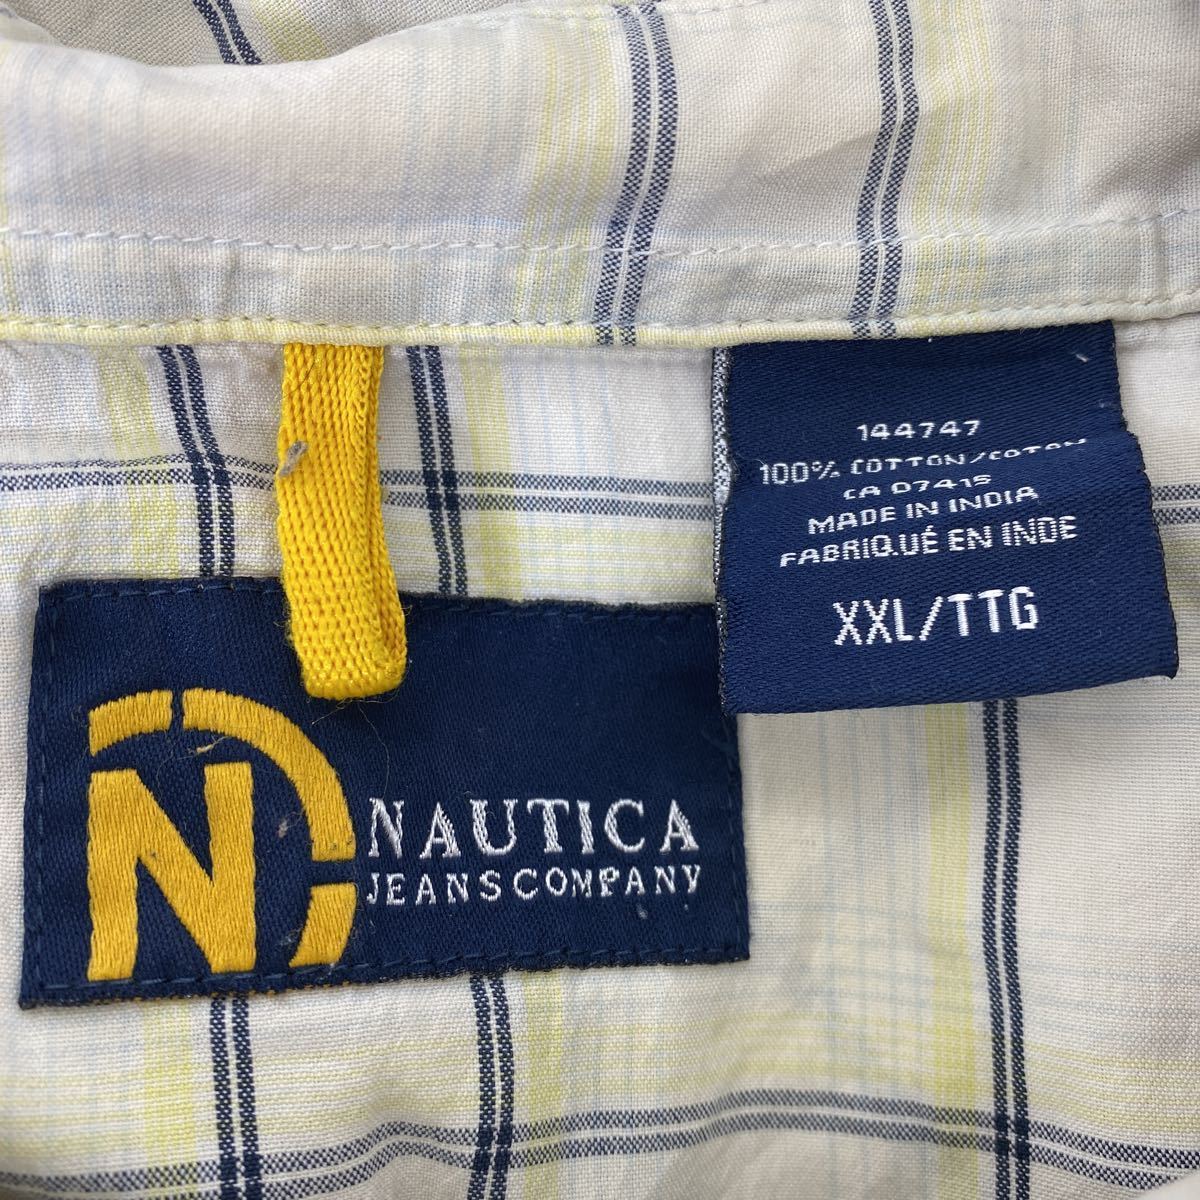 144747
100% COTTON/COTON
CA 07415
MADE IN INDIA
FABRIQUÉ EN INDE
XXL/TTG
N
NAUTICA
JEANS COMPANY